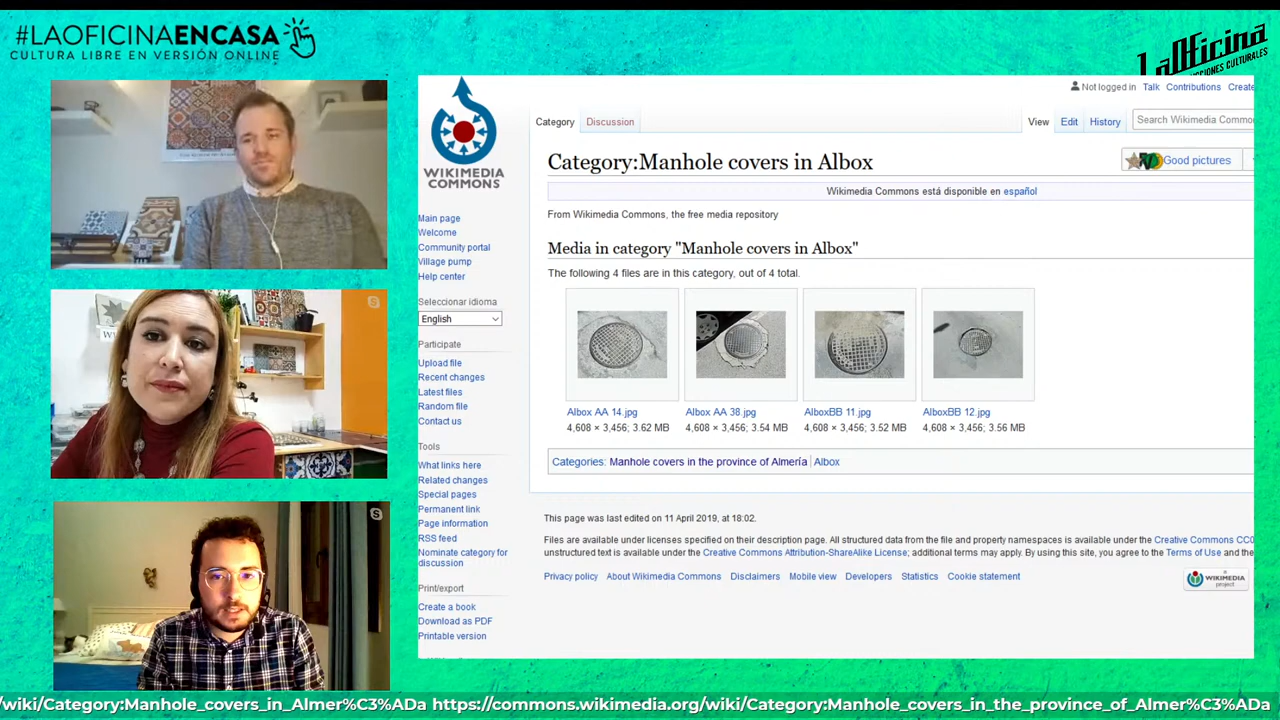 #LAOFICINAENCASA
CULTURA LIBRE EN VERSIÓN ONLINE
LaOficina
Not logged in Talk Contributions Create
WIKIMEDIA
COMMONS
Category Discussion View Edit History Search Wikimedia Commo
Category:Manhole covers in Albox
Good pictures
Wikimedia Commons está disponible en español
From Wikimedia Commons, the free media repository
Media in category "Manhole covers in Albox"
The following 4 files are in this category, out of 4 total.
Albox AA 14.jpg
4,608 × 3,456; 3.62 MB
Albox AA 38.jpg
4,608 × 3,456; 3.54 MB
AlboxBB 11.jpg
4,608 × 3,456; 3.52 MB
AlboxBB 12.jpg
4,608 × 3,456; 3.56 MB
Categories: Manhole covers in the province of Almería | Albox
This page was last edited on 11 April 2019, at 18:02.
Files are available under licenses specified on their description page. All structured data from the file and property namespaces is available under the Creative Commons CC0
unstructured text is available under the Creative Commons Attribution-ShareAlike License; additional terms may apply. By using this site, you agree to the Terms of Use and the
Privacy policy About Wikimedia Commons Disclaimers Mobile view Developers Statistics Cookie statement
WIKIMEDIA
project
Main page
Welcome
Community portal
Village pump
Help center
Seleccionar idioma
English
Participate
Upload file
Recent changes
Latest files
Random file
Contact us
Tools
What links here
Related changes
Special pages
Permanent link
Page information
RSS feed
Nominate category for
discussion
Print/export
Create a book
Download as PDF
Printable version
/wiki/Category:Manhole_covers_in_Almer%C3%ADa https://commons.wikimedia.org/wiki/Category:Manhole_covers_in_the_province_of_Almer%C3%ADa